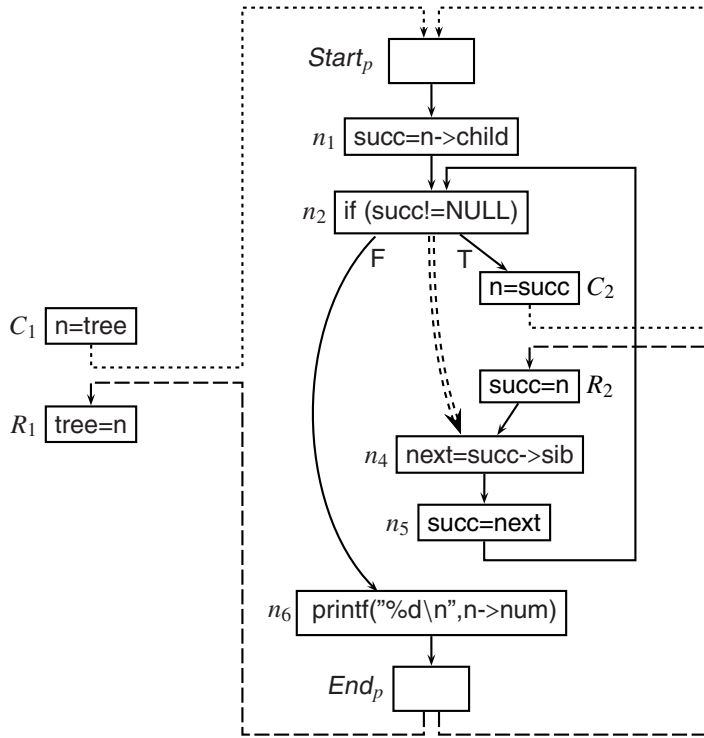 Start_p
n_1 succ=n->child
n_2 if (succ!=NULL)
F T
n=succ C_2
C_1 n=tree
succ=n R_2
R_1 tree=n
n_4 next=succ->sib
n_5 succ=next
n_6 printf("%d\n",n->num)
End_p